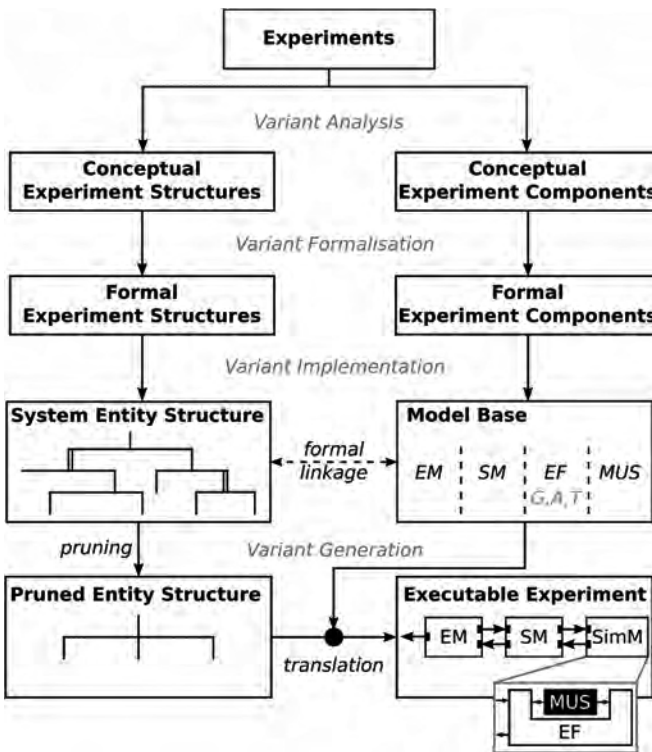 Experiments
Variant Analysis
Conceptual
Experiment Structures
Conceptual
Experiment Components
Variant Formalisation
Formal
Experiment Structures
Formal
Experiment Components
Variant Implementation
System Entity Structure
Model Base
formal
linkage
EM
SM
EF
MUS
G,A,T
pruning
Variant Generation
Pruned Entity Structure
Executable Experiment
EM
SM
SimM
translation
MUS
EF